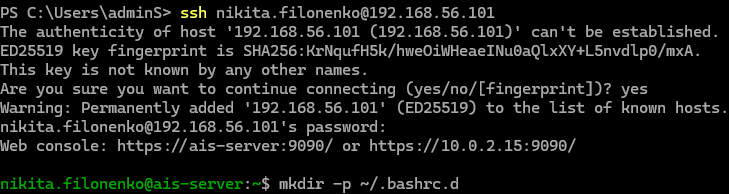 PS C:\Users\adminS> ssh nikita.filonenko@192.168.56.101
The authenticity of host '192.168.56.101 (192.168.56.101)' can't be established.
ED25519 key fingerprint is SHA256:KrNqufH5k/hweOiWHeaeINu0aQlxXY+L5nvdlp0/mxA.
This key is not known by any other names.
Are you sure you want to continue connecting (yes/no/[fingerprint])? yes
Warning: Permanently added '192.168.56.101' (ED25519) to the list of known hosts.
nikita.filonenko@192.168.56.101's password:
Web console: https://ais-server:9090/ or https://10.0.2.15:9090/
nikita.filonenko@ais-server:~$ mkdir -p ~/.bashrc.d